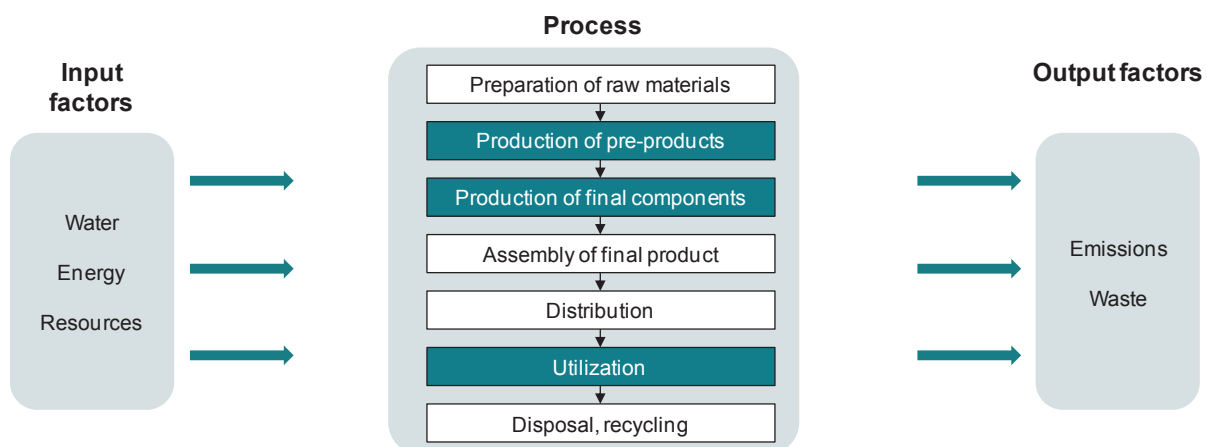 Process
Input
factors
Output factors
Preparation of raw materials
Production of pre-products
Production of final components
Assembly of final product
Distribution
Utilization
Disposal, recycling
Water
Energy
Resources
Emissions
Waste